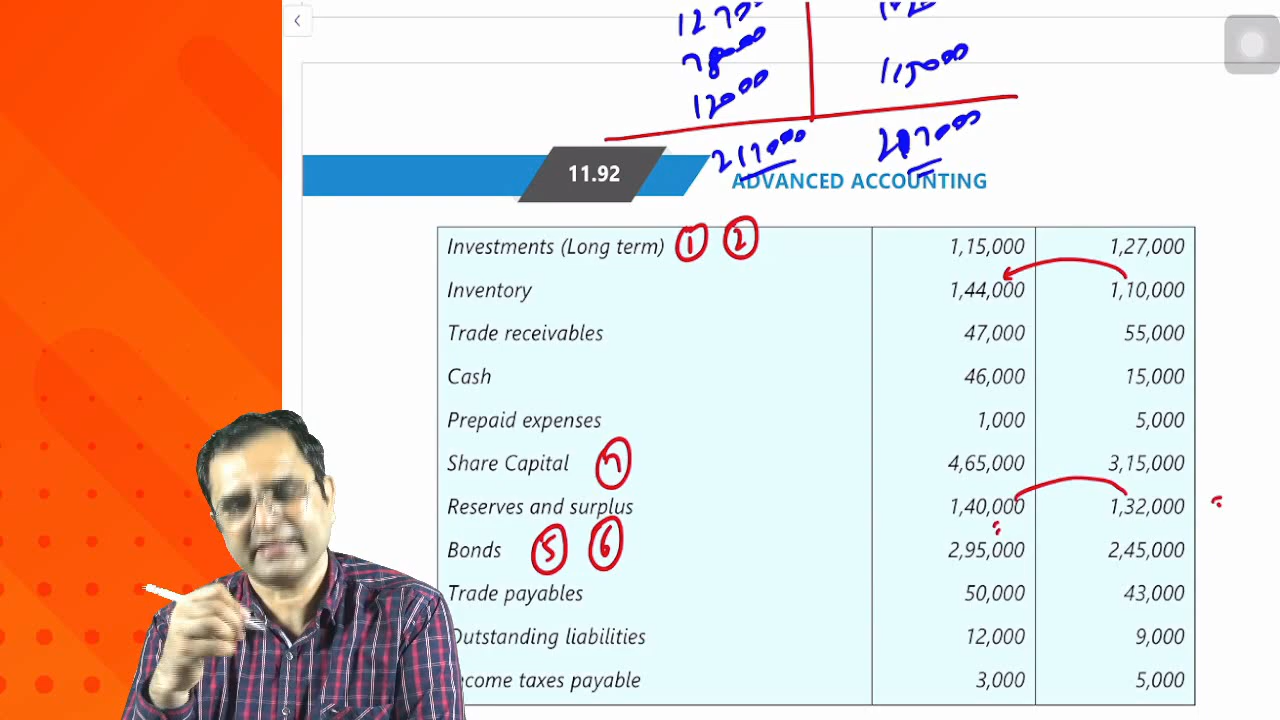 78000 115000
12000
217000 217000
11.92 ADVANCED ACCOUNTING
Investments (Long term) 1 2 1,15,000 1,27,000
Inventory 1,44,000 1,10,000
Trade receivables 47,000 55,000
Cash 46,000 15,000
Prepaid expenses 1,000 5,000
Share Capital 7 4,65,000 3,15,000
Reserves and surplus 1,40,000 1,32,000
Bonds 5 6 2,95,000 2,45,000
Trade payables 50,000 43,000
Outstanding liabilities 12,000 9,000
Income taxes payable 3,000 5,000